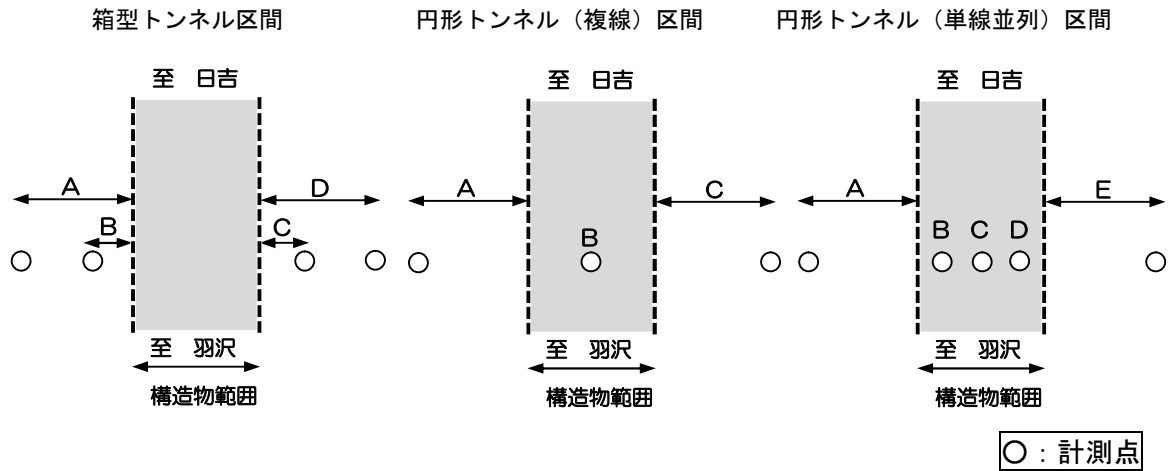 箱型トンネル区間
至 日吉
A
D
B
C
至 羽沢
構造物範囲
円形トンネル（複線）区間
至 日吉
A
C
B
至 羽沢
構造物範囲
円形トンネル（単線並列）区間
至 日吉
A
E
B C D
至 羽沢
構造物範囲
○：計測点